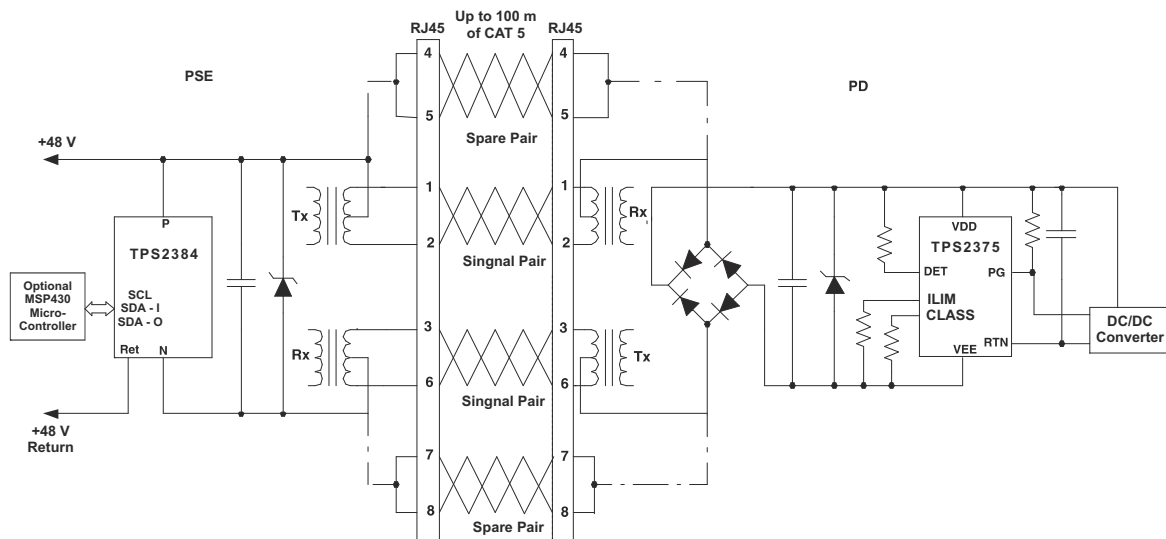 Up to 100 m
of CAT 5
RJ45
RJ45
PSE
PD
4
4
5
5
Spare Pair
+48 V
1
1
Tx
Rx
2
2
Singnal Pair
P
TPS2384
SCL
SDA - I
SDA - O
Ret
N
Optional
MSP430
Micro-
Controller
VDD
TPS2375
DET
PG
ILIM
CLASS
VEE
RTN
DC/DC
Converter
3
3
Rx
Tx
6
6
Singnal Pair
+48 V
Return
7
7
8
8
Spare Pair